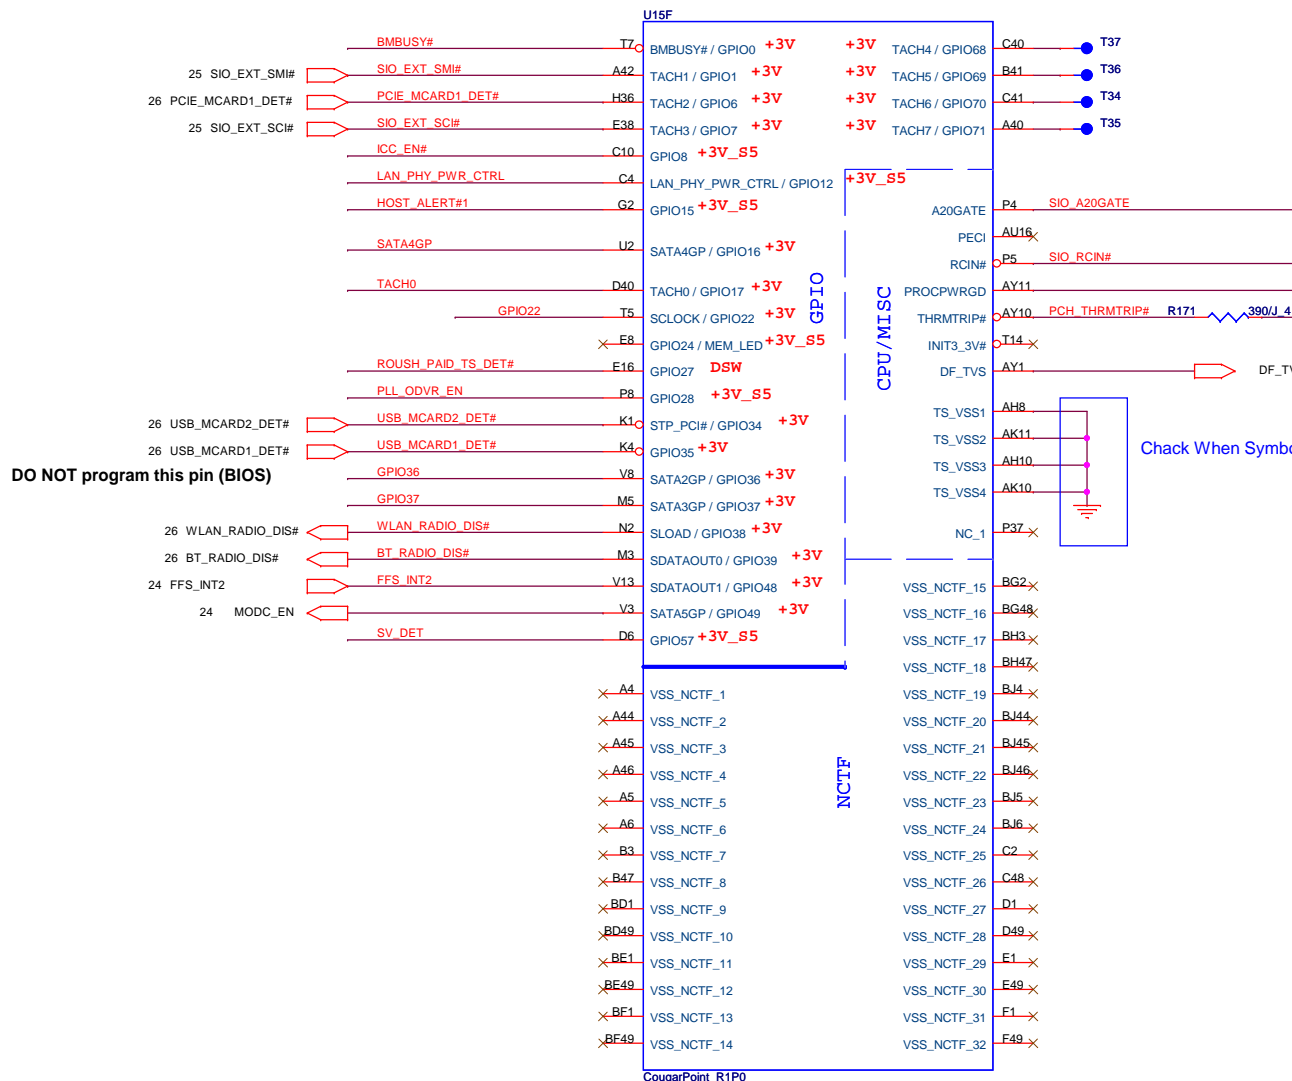 U15F
BMBUSY# T7 BMBUSY# / GPIO0 +3V +3V TACH4 / GPIO68 C40 T37
25 SIO_EXT_SMI# SIO_EXT_SMI# A42 TACH1 / GPIO1 +3V +3V TACH5 / GPIO69 B41 T36
26 PCIE_MCARD1_DET# PCIE_MCARD1_DET# H36 TACH2 / GPIO6 +3V +3V TACH6 / GPIO70 C41 T34
25 SIO_EXT_SCI# SIO_EXT_SCI# E38 TACH3 / GPIO7 +3V +3V TACH7 / GPIO71 A40 T35
ICC_EN# C10 GPIO8 +3V_S5
LAN_PHY_PWR_CTRL C4 LAN_PHY_PWR_CTRL / GPIO12 +3V_S5
HOST_ALERT#1 G2 GPIO15 +3V_S5 A20GATE P4 SIO_A20GATE
PECI AU16
SATA4GP U2 SATA4GP / GPIO16 +3V
RCIN# P5 SIO_RCIN#
TACH0 D40 TACH0 / GPIO17 +3V PROCPWRGD AY11
GPIO22 T5 SCLOCK / GPIO22 +3V THRMTRIP# AY10 PCH_THRMTRIP# R171 390/J_4
E8 GPIO24 / MEM_LED +3V_S5 INIT3_3V# T14
ROUSH_PAID_TS_DET# E16 GPIO27 DSW DF_TVS AY1 DF_TV
PLL_ODVR_EN P8 GPIO28 +3V_S5
GPIO
CPU/MISC
TS_VSS1 AH8
26 USB_MCARD2_DET# USB_MCARD2_DET# K1 STP_PCI# / GPIO34 +3V
TS_VSS2 AK11
26 USB_MCARD1_DET# USB_MCARD1_DET# K4 GPIO35 +3V Chack When Symbo
TS_VSS3 AH10
DO NOT program this pin (BIOS) GPIO36 V8 SATA2GP / GPIO36 +3V
TS_VSS4 AK10
GPIO37 M5 SATA3GP / GPIO37 +3V
26 WLAN_RADIO_DIS# WLAN_RADIO_DIS# N2 SLOAD / GPIO38 +3V NC_1 P37
26 BT_RADIO_DIS# BT_RADIO_DIS# M3 SDATAOUT0 / GPIO39 +3V
24 FFS_INT2 FFS_INT2 V13 SDATAOUT1 / GPIO48 +3V VSS_NCTF_15 BG2
24 MODC_EN V3 SATA5GP / GPIO49 +3V VSS_NCTF_16 BG48
SV_DET D6 GPIO57 +3V_S5 VSS_NCTF_17 BH3
VSS_NCTF_18 BH47
A4 VSS_NCTF_1 VSS_NCTF_19 BJ4
A44 VSS_NCTF_2 VSS_NCTF_20 BJ44
A45 VSS_NCTF_3 VSS_NCTF_21 BJ45
A46 VSS_NCTF_4 VSS_NCTF_22 BJ46
NCTF
A5 VSS_NCTF_5 VSS_NCTF_23 BJ5
A6 VSS_NCTF_6 VSS_NCTF_24 BJ6
B3 VSS_NCTF_7 VSS_NCTF_25 C2
B47 VSS_NCTF_8 VSS_NCTF_26 C48
BD1 VSS_NCTF_9 VSS_NCTF_27 D1
BD49 VSS_NCTF_10 VSS_NCTF_28 D49
BE1 VSS_NCTF_11 VSS_NCTF_29 E1
BE49 VSS_NCTF_12 VSS_NCTF_30 E49
BF1 VSS_NCTF_13 VSS_NCTF_31 F1
BF49 VSS_NCTF_14 VSS_NCTF_32 F49
CougarPoint_R1P0